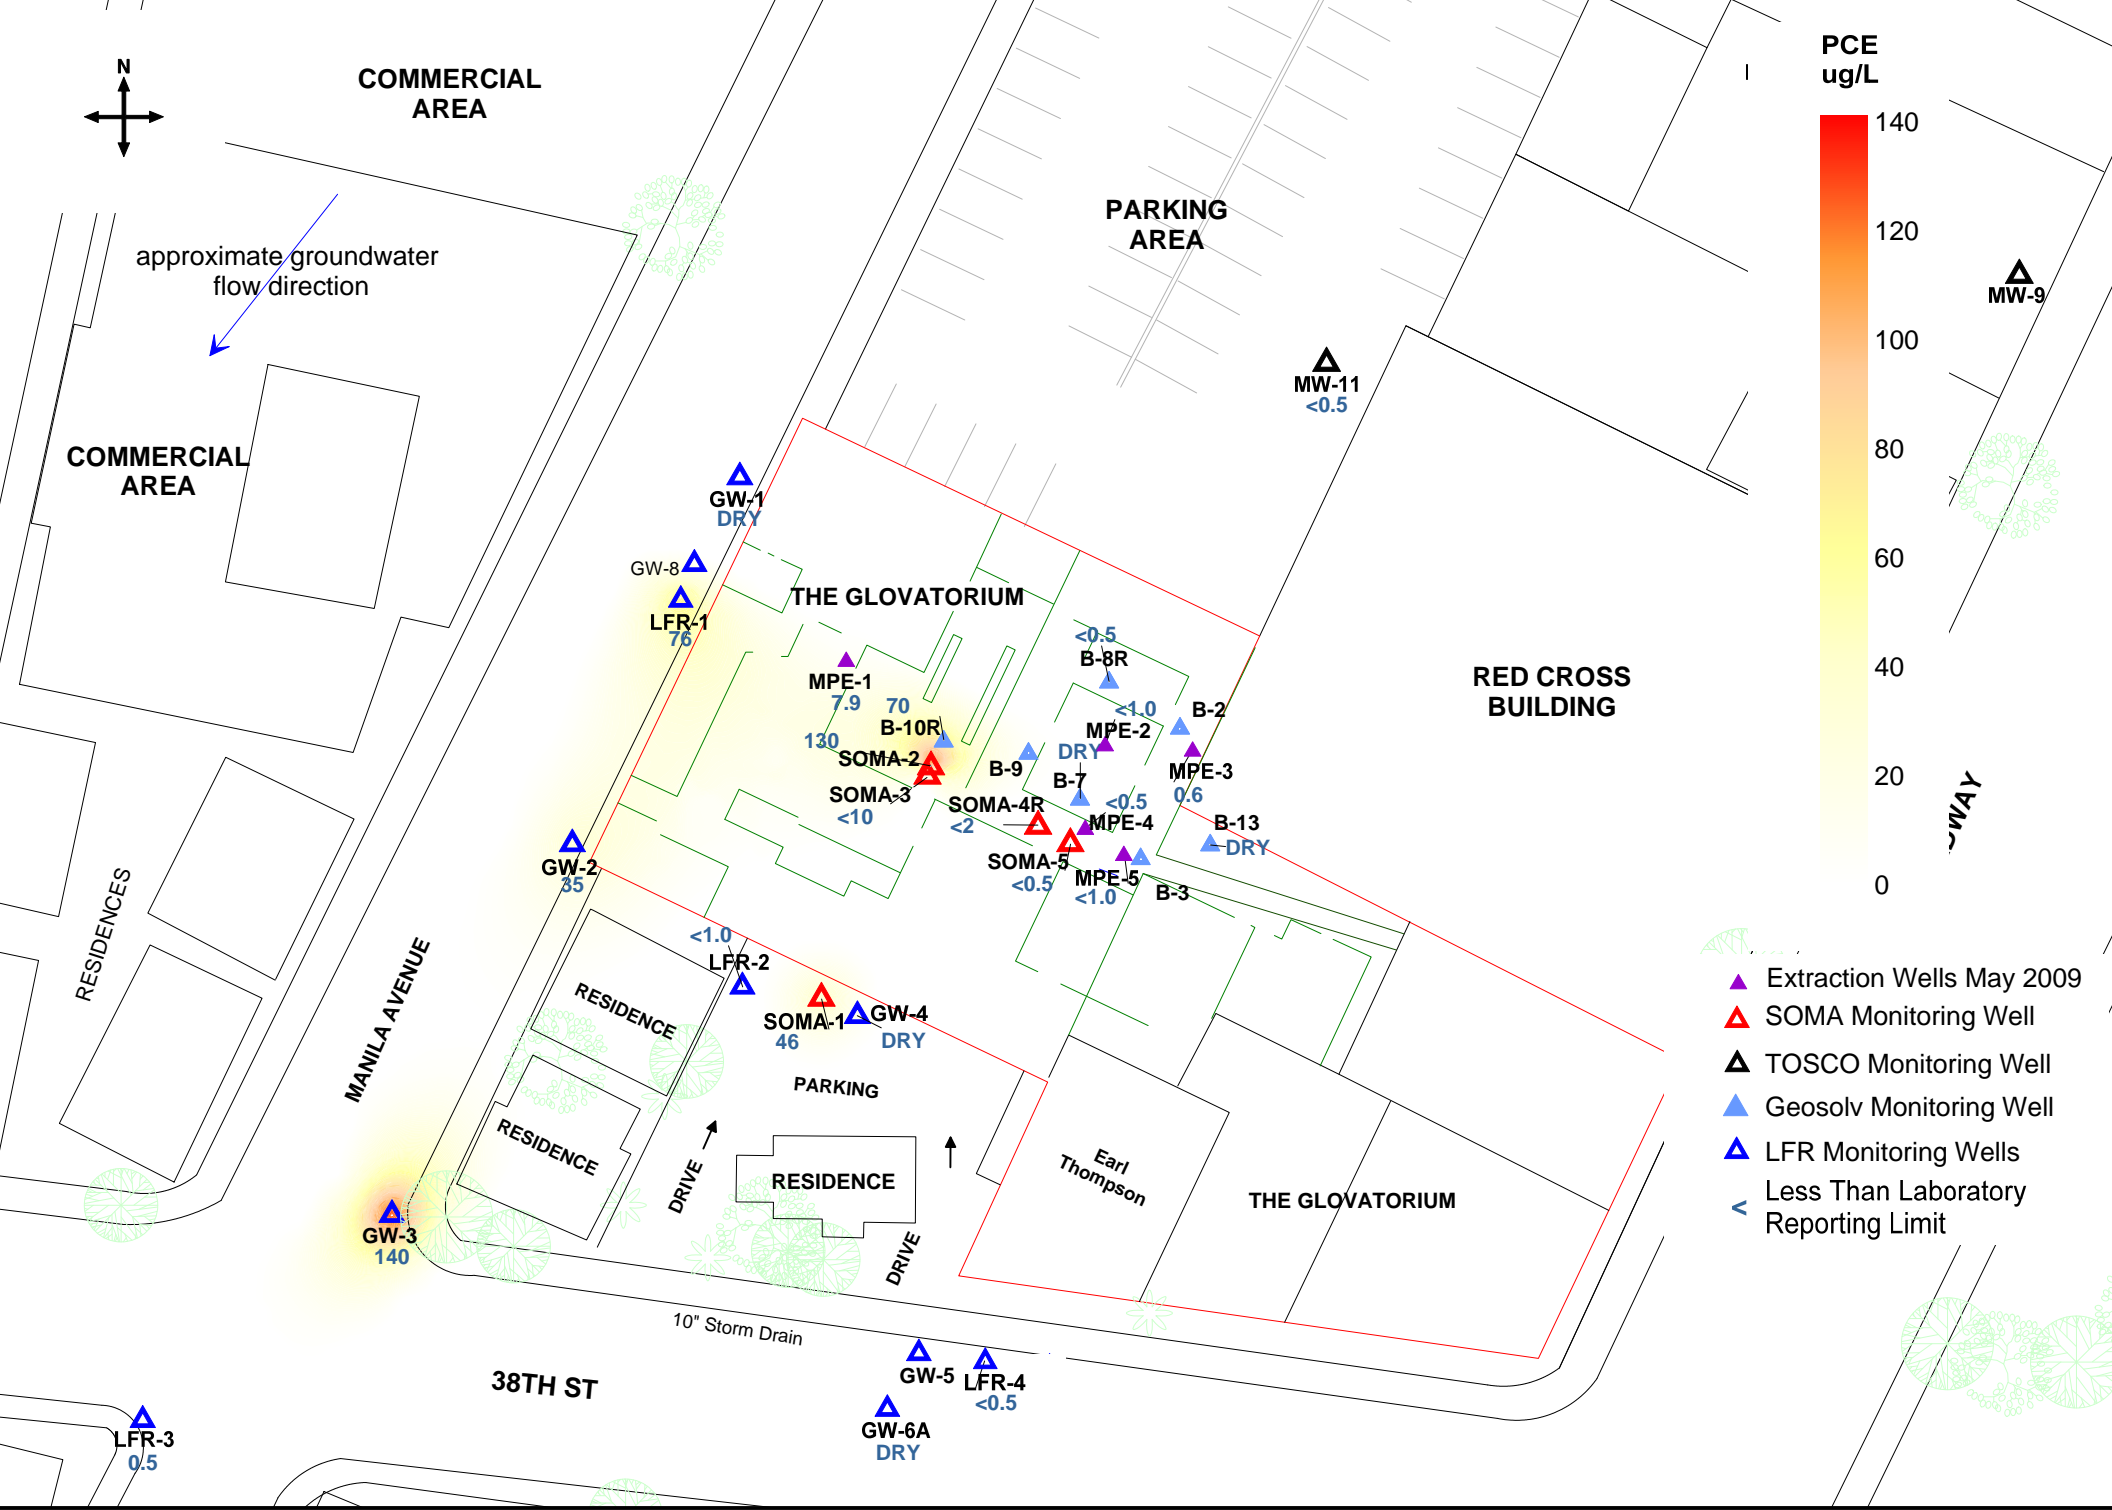 N
COMMERCIAL
AREA
approximate groundwater
flow direction
COMMERCIAL
AREA
PARKING
AREA
PCE
ug/L
140
120
100
80
60
40
20
0
MW-9
MW-11
<0.5
GW-1
DRY
GW-8
LFR-1
76
THE GLOVATORIUM
MPE-1
7.9
70
B-10R
130
SOMA-2
SOMA-3
<10
<0.5
B-8R
<1.0
MPE-2
B-2
DRY
B-9
B-7
MPE-3
0.6
SOMA-4R
<2
<0.5
MPE-4
B-13
DRY
SOMA-5
<0.5
MPE-5
<1.0
B-3
RED CROSS
BUILDING
WAY
GW-2
35
<1.0
LFR-2
SOMA-1
46
GW-4
DRY
RESIDENCES
MANILA AVENUE
RESIDENCE
RESIDENCE
PARKING
DRIVE
RESIDENCE
DRIVE
Earl
Thompson
THE GLOVATORIUM
GW-3
140
10" Storm Drain
38TH ST
GW-5
LFR-4
<0.5
GW-6A
DRY
LFR-3
0.5
Extraction Wells May 2009
SOMA Monitoring Well
TOSCO Monitoring Well
Geosolv Monitoring Well
LFR Monitoring Wells
< Less Than Laboratory
Reporting Limit